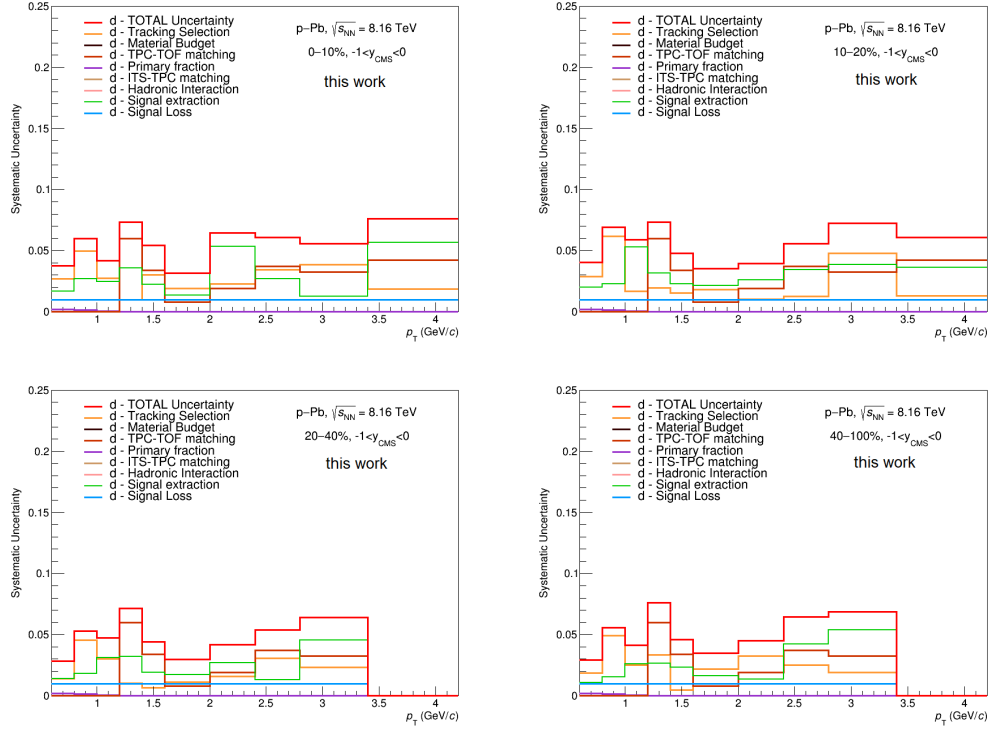 0.25
0.2
0.15
0.1
0.05
0
Systematic Uncertainty
d - TOTAL Uncertainty
d - Tracking Selection
d - Material Budget
d - TPC-TOF matching
d - Primary fraction
d - ITS-TPC matching
d - Hadronic Interaction
d - Signal extraction
d - Signal Loss
p–Pb, √sNN = 8.16 TeV
0–10%, -1<yCMS<0
this work
1 1.5 2 2.5 3 3.5 4
pT (GeV/c)
0.25
0.2
0.15
0.1
0.05
0
Systematic Uncertainty
d - TOTAL Uncertainty
d - Tracking Selection
d - Material Budget
d - TPC-TOF matching
d - Primary fraction
d - ITS-TPC matching
d - Hadronic Interaction
d - Signal extraction
d - Signal Loss
p–Pb, √sNN = 8.16 TeV
10–20%, -1<yCMS<0
this work
1 1.5 2 2.5 3 3.5 4
pT (GeV/c)
0.25
0.2
0.15
0.1
0.05
0
Systematic Uncertainty
d - TOTAL Uncertainty
d - Tracking Selection
d - Material Budget
d - TPC-TOF matching
d - Primary fraction
d - ITS-TPC matching
d - Hadronic Interaction
d - Signal extraction
d - Signal Loss
p–Pb, √sNN = 8.16 TeV
20–40%, -1<yCMS<0
this work
1 1.5 2 2.5 3 3.5 4
pT (GeV/c)
0.25
0.2
0.15
0.1
0.05
0
Systematic Uncertainty
d - TOTAL Uncertainty
d - Tracking Selection
d - Material Budget
d - TPC-TOF matching
d - Primary fraction
d - ITS-TPC matching
d - Hadronic Interaction
d - Signal extraction
d - Signal Loss
p–Pb, √sNN = 8.16 TeV
40–100%, -1<yCMS<0
this work
1 1.5 2 2.5 3 3.5 4
pT (GeV/c)